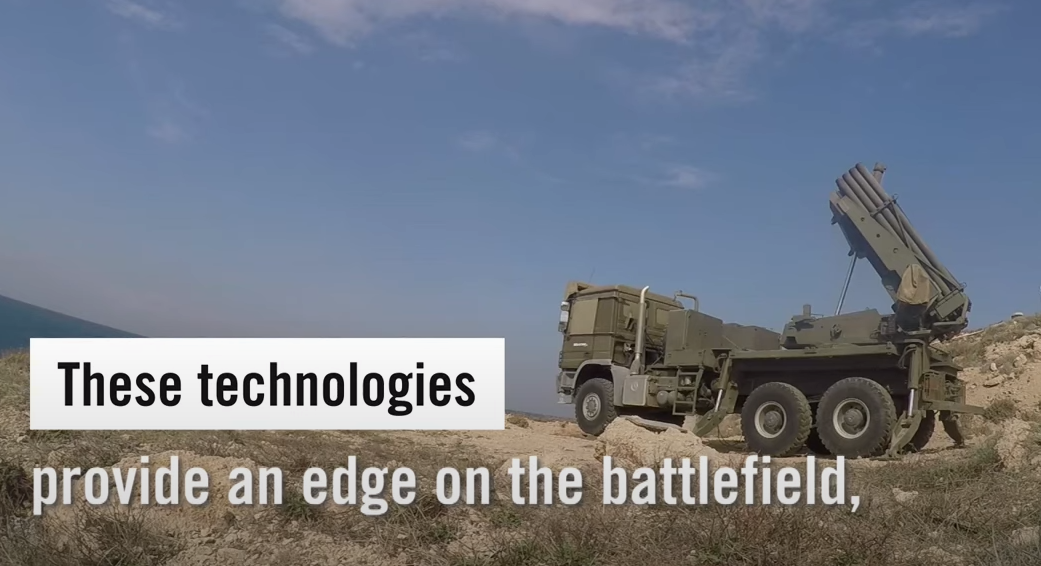 These technologies
provide an edge on the battlefield,